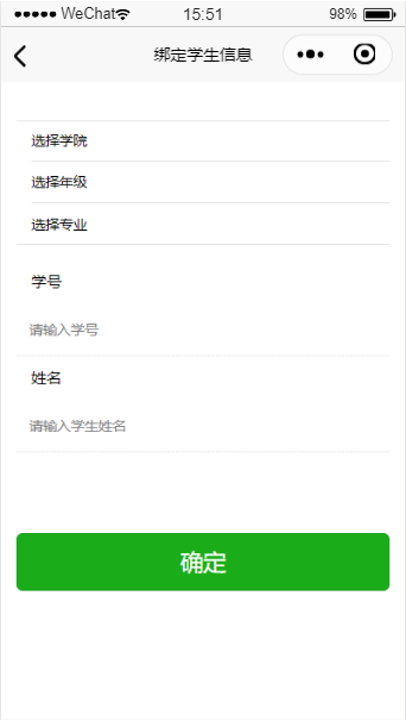 WeChat 15:51 98%
绑定学生信息
选择学院
选择年级
选择专业
学号
请输入学号
姓名
请输入学生姓名
确定